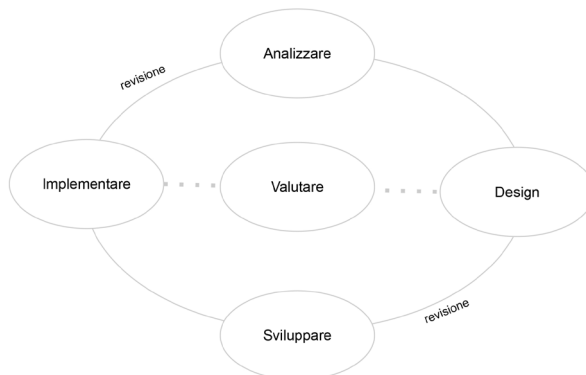 Analizzare
revisione
Implementare
Valutare
Design
revisione
Sviluppare